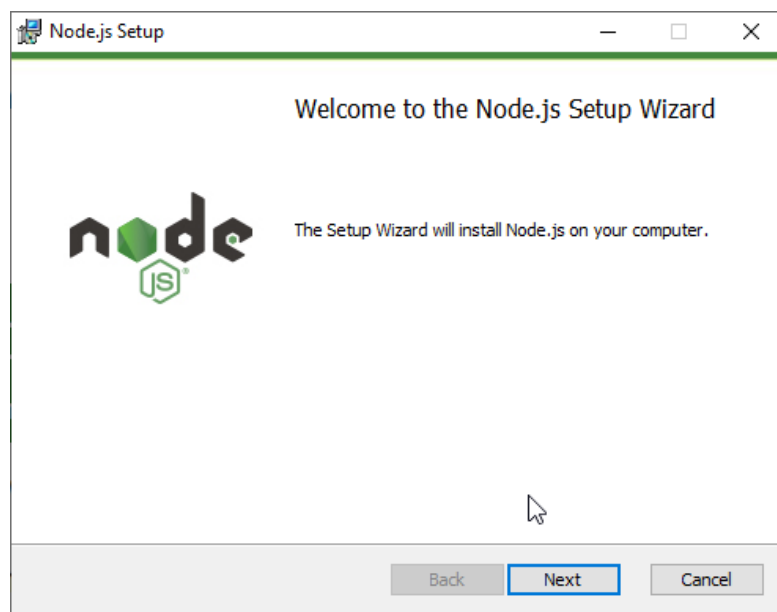 Node.js Setup
Welcome to the Node.js Setup Wizard
node
JS®
The Setup Wizard will install Node.js on your computer.
Back
Next
Cancel